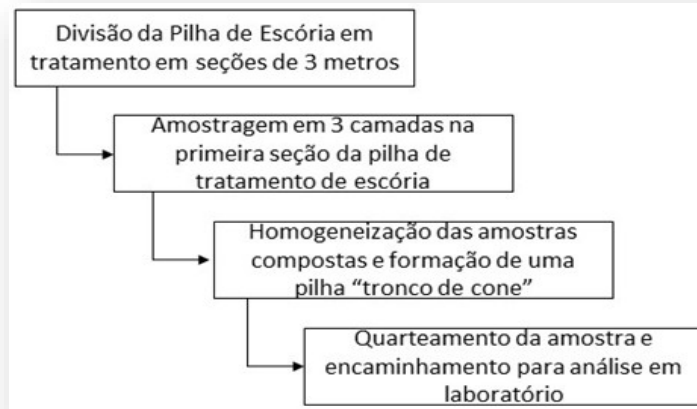 Divisão da Pilha de Escória em
tratamento em seções de 3 metros
Amostragem em 3 camadas na
primeira seção da pilha de
tratamento de escória
Homogeneização das amostras
compostas e formação de uma
pilha “tronco de cone”
Quarteamento da amostra e
encaminhamento para análise em
laboratório